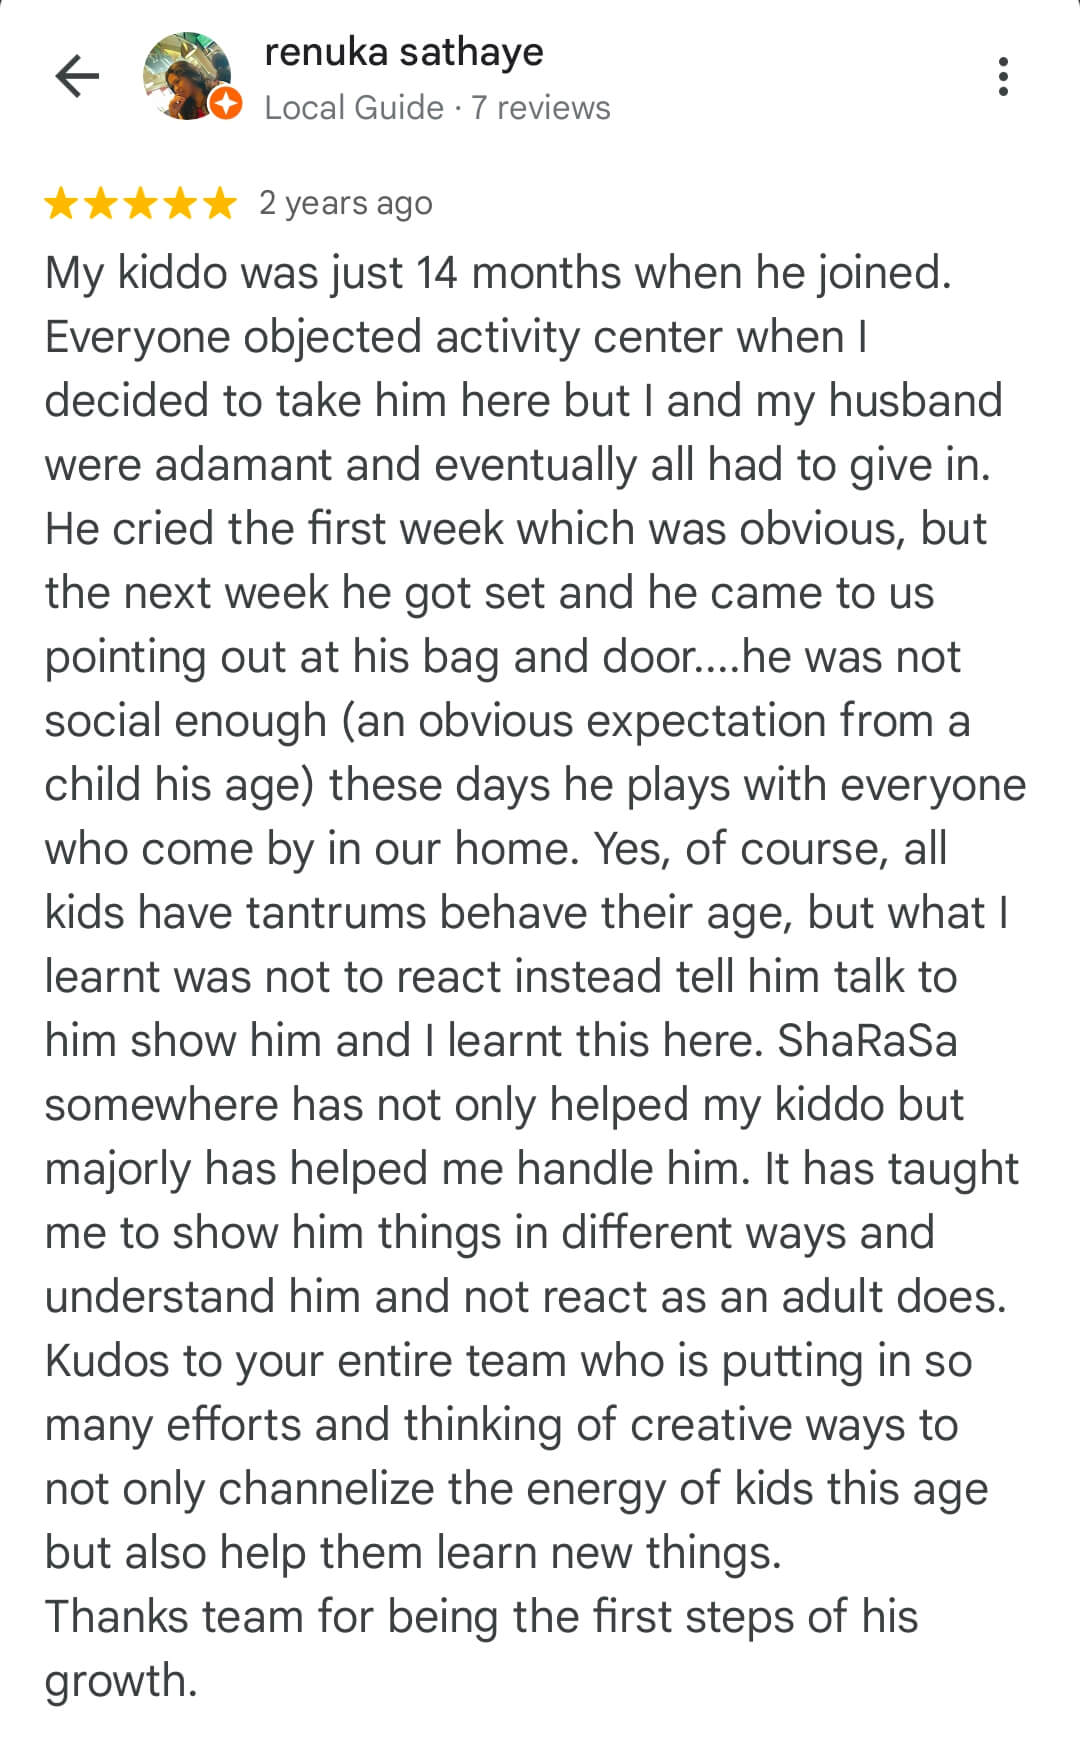 renuka sathaye
Local Guide · 7 reviews
2 years ago
My kiddo was just 14 months when he joined.
Everyone objected activity center when I
decided to take him here but I and my husband
were adamant and eventually all had to give in.
He cried the first week which was obvious, but
the next week he got set and he came to us
pointing out at his bag and door....he was not
social enough (an obvious expectation from a
child his age) these days he plays with everyone
who come by in our home. Yes, of course, all
kids have tantrums behave their age, but what I
learnt was not to react instead tell him talk to
him show him and I learnt this here. ShaRaSa
somewhere has not only helped my kiddo but
majorly has helped me handle him. It has taught
me to show him things in different ways and
understand him and not react as an adult does.
Kudos to your entire team who is putting in so
many efforts and thinking of creative ways to
not only channelize the energy of kids this age
but also help them learn new things.
Thanks team for being the first steps of his
growth.